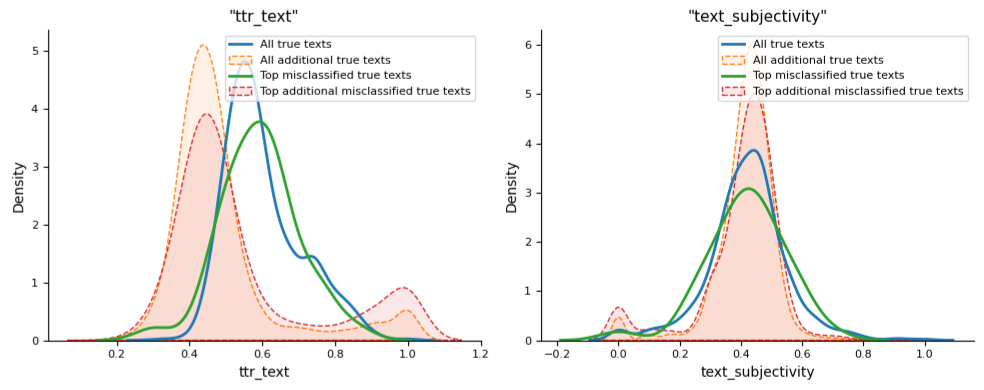 "ttr_text"
All true texts
All additional true texts
Top misclassified true texts
Top additional misclassified true texts
Density
5
4
3
2
1
0
0.2 0.4 0.6 0.8 1.0 1.2
ttr_text
"text_subjectivity"
All true texts
All additional true texts
Top misclassified true texts
Top additional misclassified true texts
Density
6
5
4
3
2
1
0
−0.2 0.0 0.2 0.4 0.6 0.8 1.0
text_subjectivity